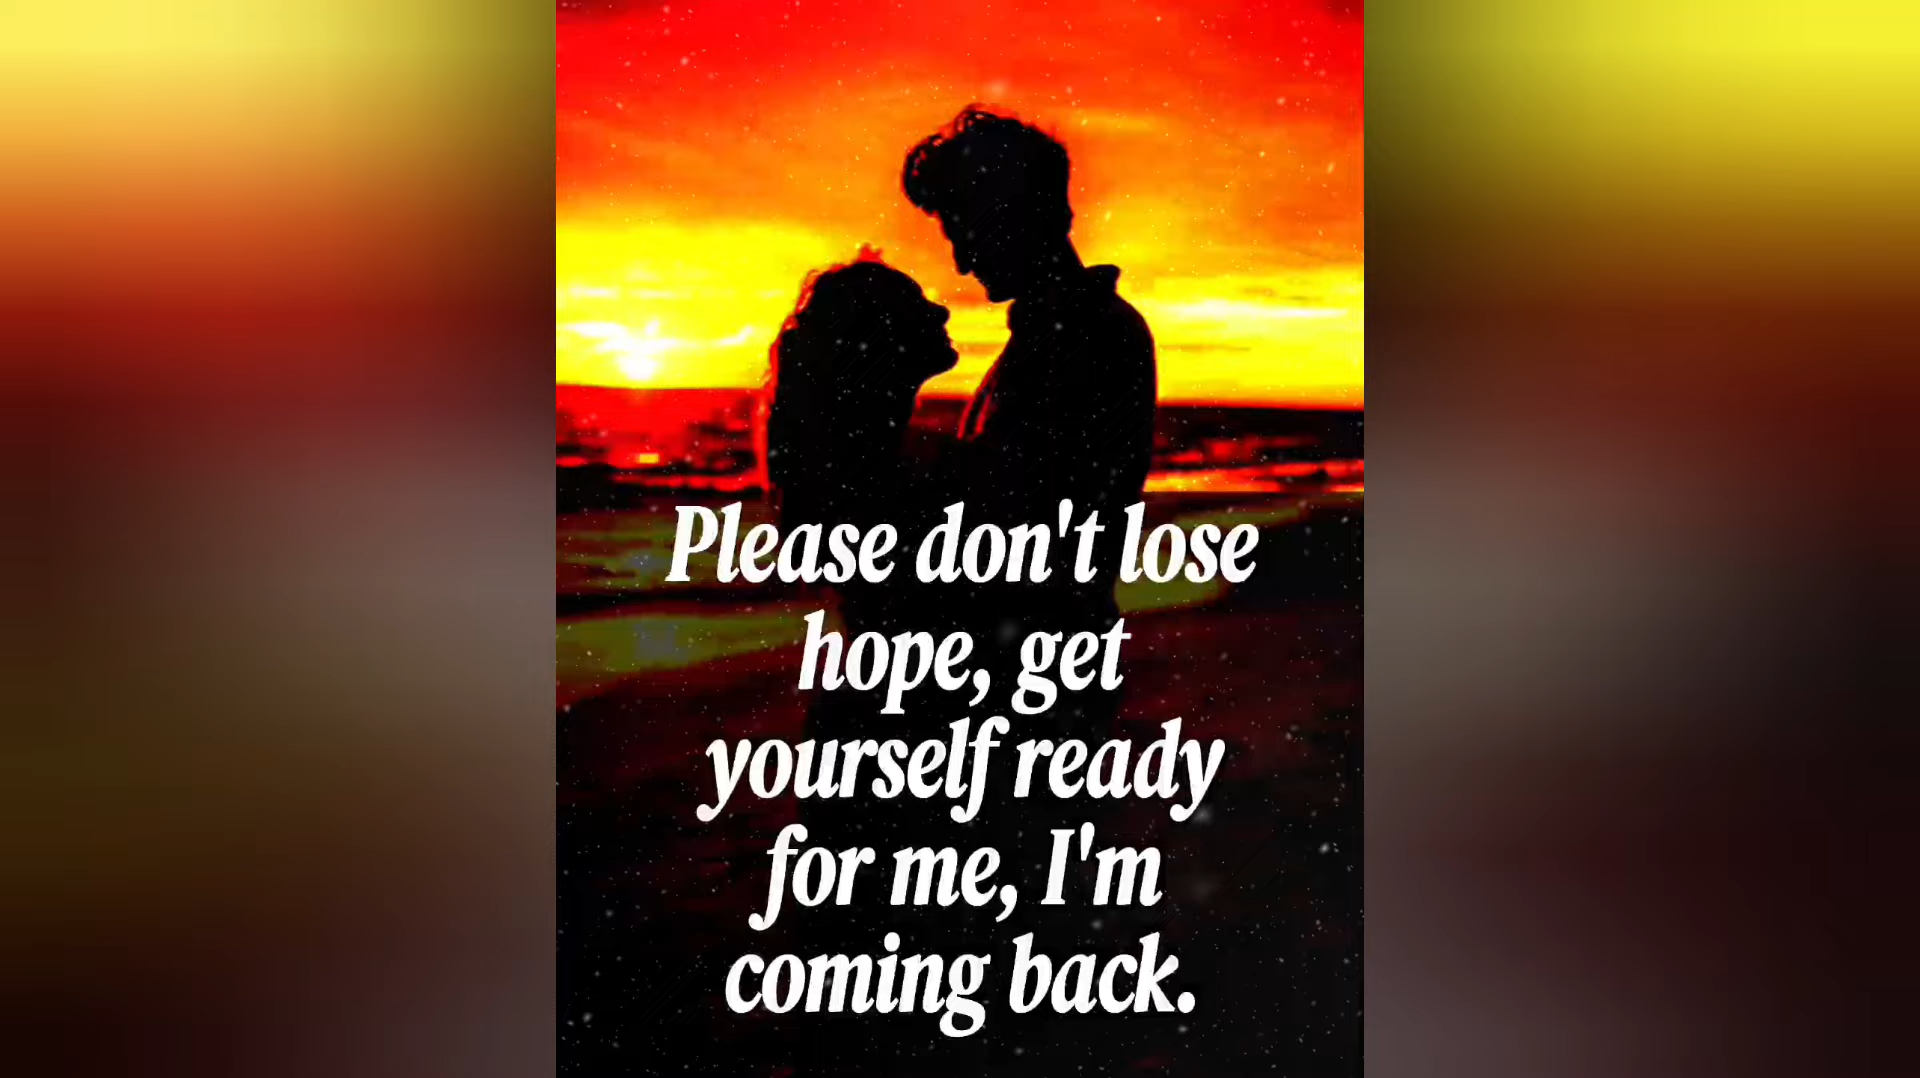 Please don't lose
hope, get
yourself ready
for me, I'm
coming back.